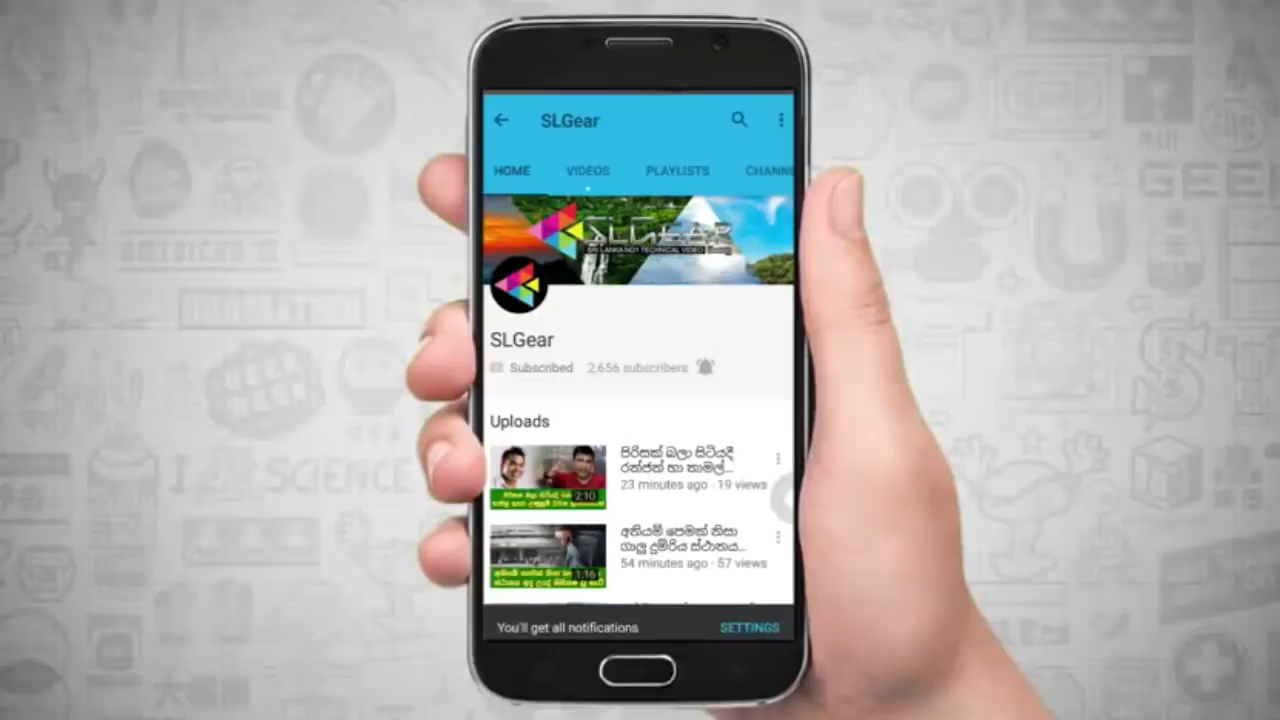 SLGear
HOME VIDEOS PLAYLISTS CHANNE
SLGEAR
SRI LANKA NO1 TECHNICAL VIDEO
SLGear
Subscribed 2,656 subscribers
Uploads
පිරිසක් බලා සිටියදී
රන්ජන් හා තාමල්...
23 minutes ago · 19 views
2:10
අතියම් පෙමක් නිසා
ගාලු දුම්රිය ස්ථානය...
54 minutes ago · 57 views
1:16
You'll get all notifications SETTINGS
GEE
I SCIENCE